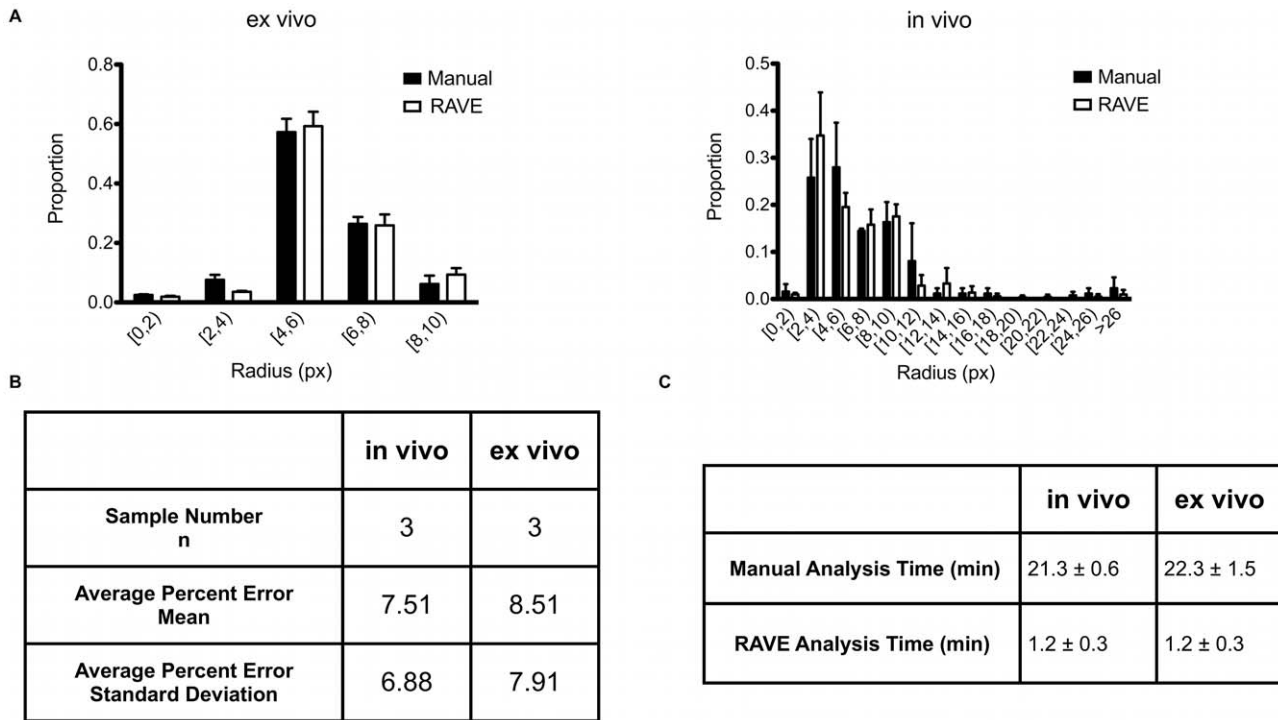 A
ex vivo
0.8
0.6
0.4
0.2
0.0
Proportion
Manual
RAVE
[0,2)
[2,4)
[4,6)
[6,8)
[8,10)
Radius (px)
in vivo
0.5
0.4
0.3
0.2
0.1
0.0
Proportion
Manual
RAVE
[0,2)
[2,4)
[4,6)
[6,8)
[8,10)
[10,12)
[12,14)
[14,16)
[16,18)
[18,20)
[20,22)
[22,24)
[24,26)
>26
Radius (px)
B
in vivo ex vivo
Sample Number
n
3 3
Average Percent Error
Mean
7.51 8.51
Average Percent Error
Standard Deviation
6.88 7.91
C
in vivo ex vivo
Manual Analysis Time (min) 21.3 ± 0.6 22.3 ± 1.5
RAVE Analysis Time (min) 1.2 ± 0.3 1.2 ± 0.3